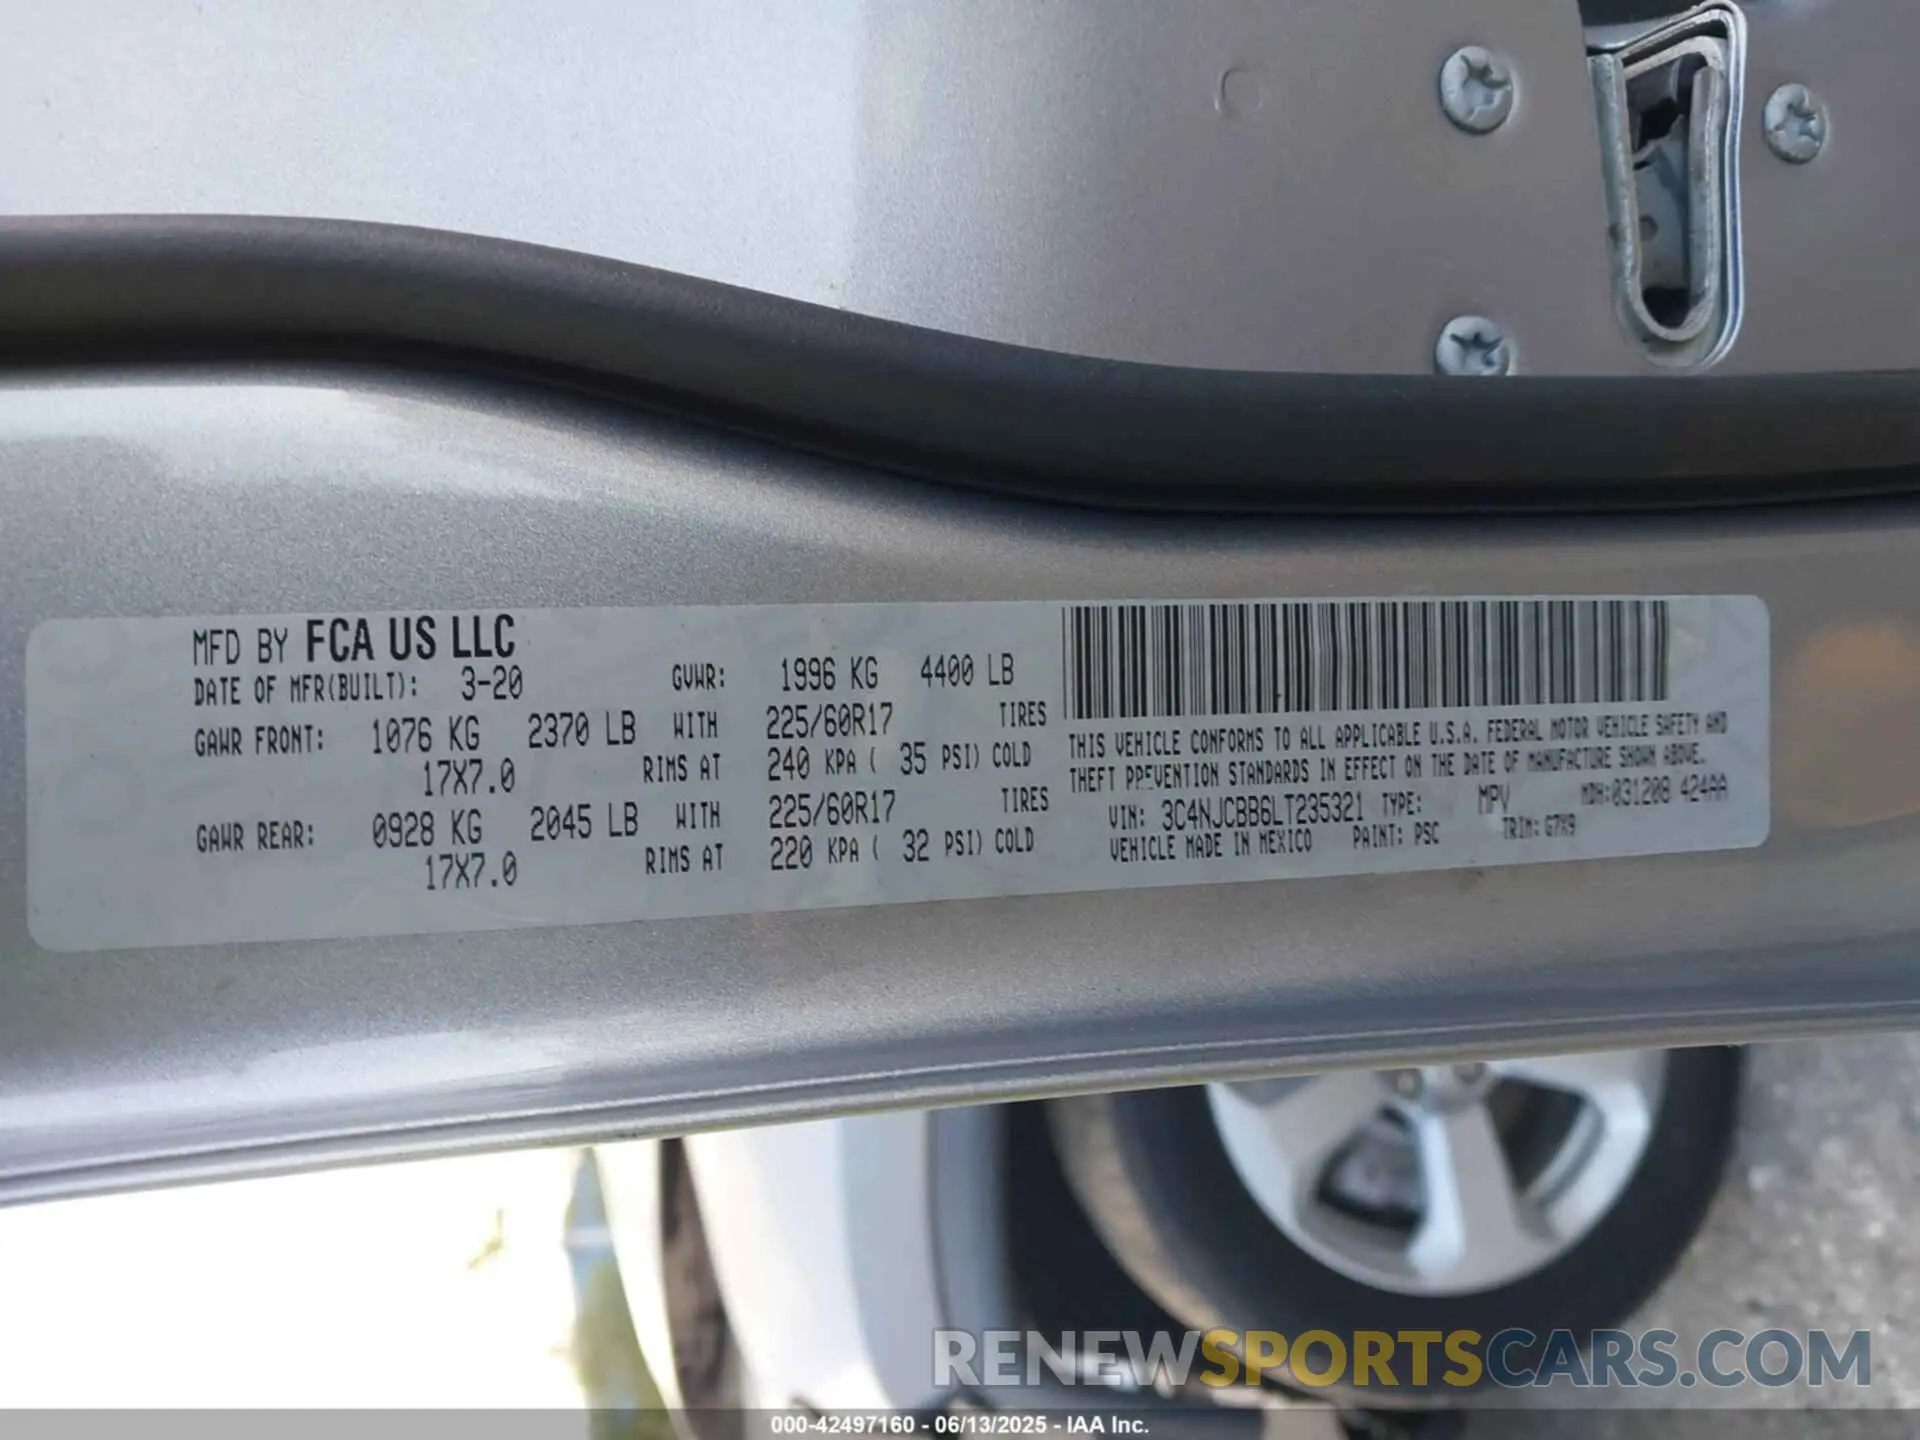 MFD BY FCA US LLC
DATE OF MFR(BUILT): 3-20 GVWR: 1996 KG 4400 LB
GAWR FRONT: 1076 KG 2370 LB WITH 225/60R17 TIRES
17X7.0 RIMS AT 240 KPA ( 35 PSI) COLD
GAWR REAR: 0928 KG 2045 LB WITH 225/60R17 TIRES
17X7.0 RIMS AT 220 KPA ( 32 PSI) COLD
THIS VEHICLE CONFORMS TO ALL APPLICABLE U.S.A. FEDERAL MOTOR VEHICLE SAFETY AND
THEFT PREVENTION STANDARDS IN EFFECT ON THE DATE OF MANUFACTURE SHOWN ABOVE.
VIN: 3C4NJCBB6LT235321 TYPE: MPV MDH:031208 424AA
VEHICLE MADE IN MEXICO PAINT: PSC TRIM: G7X9
RENEWSPORTSCARS.COM
000-42497160 - 06/13/2025 - IAA Inc.